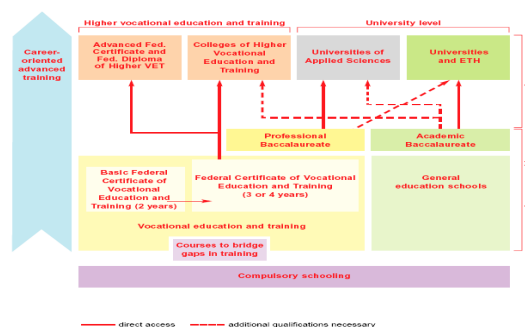 Higher vocational education and training
University level
Career-
oriented
advanced
training
Advanced Fed.
Certificate and
Fed. Diploma
of Higher VET
Colleges of Higher
Vocational
Education and
Training
Universities of
Applied Sciences
Universities
and ETH
Professional
Baccalaureate
Academic
Baccalaureate
Basic Federal
Certificate of
Vocational
Education and
Training (2 years)
Federal Certificate of Vocational
Education and Training
(3 or 4 years)
General
education schools
Vocational education and training
Courses to bridge
gaps in training
Compulsory schooling
direct access
additional qualifications necessary